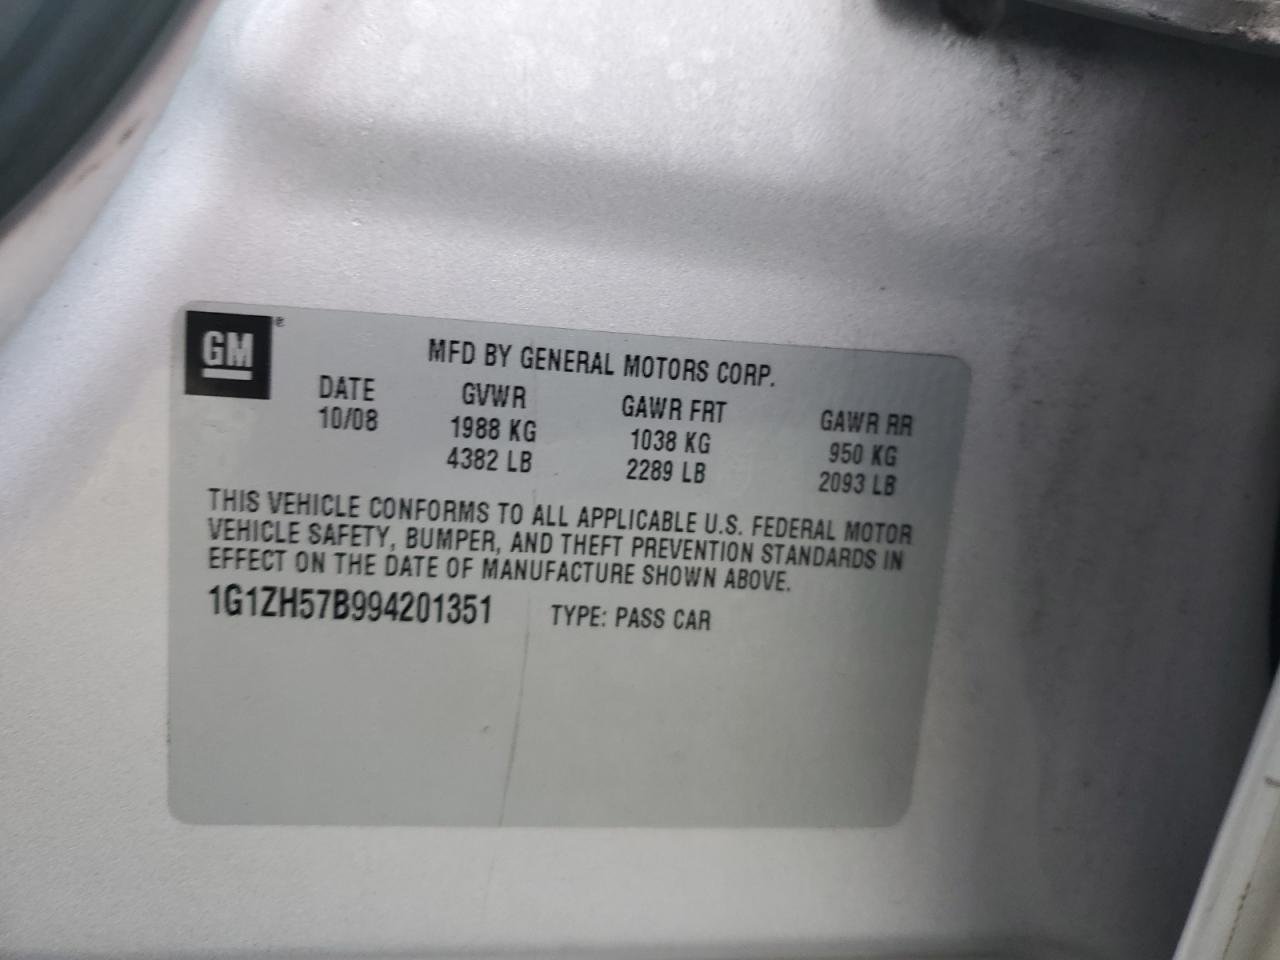 GM®
MFD BY GENERAL MOTORS CORP.
DATE GVWR GAWR FRT GAWR RR
10/08 1988 KG 1038 KG 950 KG
4382 LB 2289 LB 2093 LB
THIS VEHICLE CONFORMS TO ALL APPLICABLE U.S. FEDERAL MOTOR
VEHICLE SAFETY, BUMPER, AND THEFT PREVENTION STANDARDS IN
EFFECT ON THE DATE OF MANUFACTURE SHOWN ABOVE.
1G1ZH57B994201351 TYPE: PASS CAR